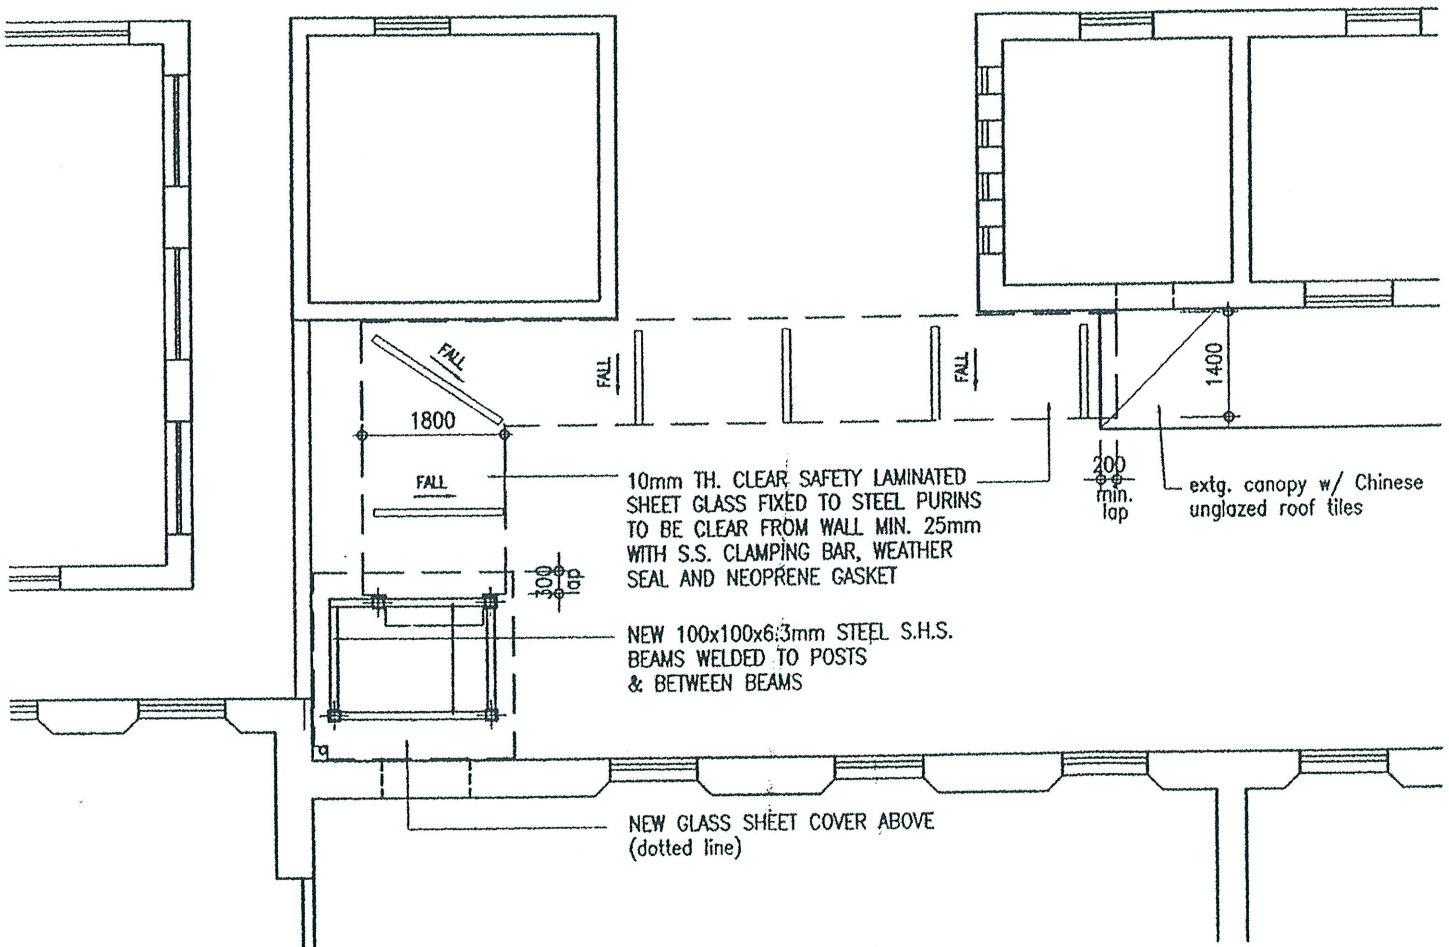 FALL
FALL
FALL
1400
1800
FALL
10mm TH. CLEAR SAFETY LAMINATED
SHEET GLASS FIXED TO STEEL PURINS
TO BE CLEAR FROM WALL MIN. 25mm
WITH S.S. CLAMPING BAR, WEATHER
SEAL AND NEOPRENE GASKET
200
min.
lap
extg. canopy w/ Chinese
unglazed roof tiles
300
lap
NEW 100x100x6.3mm STEEL S.H.S.
BEAMS WELDED TO POSTS
& BETWEEN BEAMS
NEW GLASS SHEET COVER ABOVE
(dotted line)